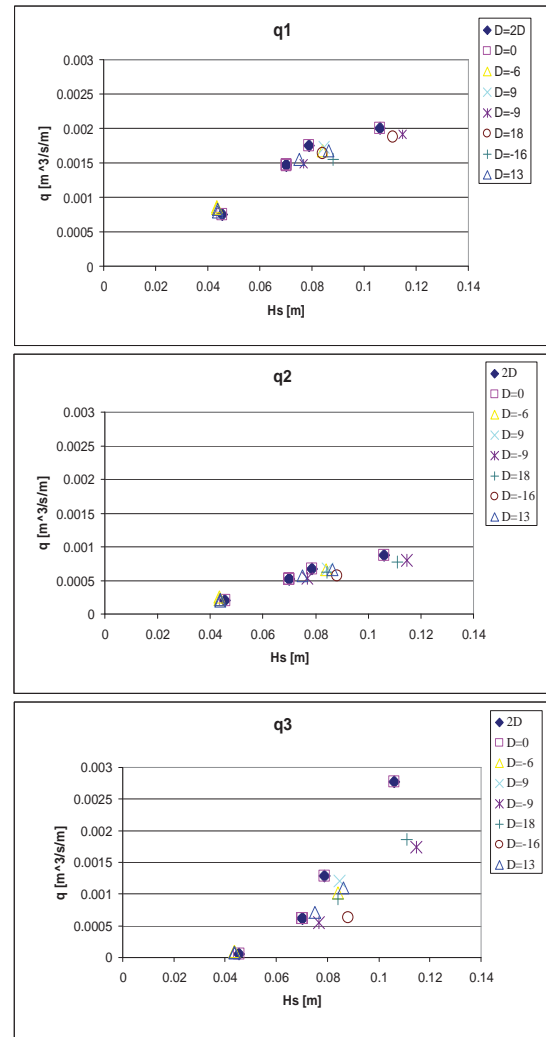 q1
q [m^3/s/m]
0.003
0.0025
0.002
0.0015
0.001
0.0005
0
0 0.02 0.04 0.06 0.08 0.1 0.12 0.14
Hs [m]
D=2D
D=0
D=-6
D=9
D=-9
D=18
D=-16
D=13
q2
q [m^3/s/m]
0.003
0.0025
0.002
0.0015
0.001
0.0005
0
0 0.02 0.04 0.06 0.08 0.1 0.12 0.14
Hs [m]
2D
D=0
D=-6
D=9
D=-9
D=18
D=-16
D=13
q3
q [m^3/s/m]
0.003
0.0025
0.002
0.0015
0.001
0.0005
0
0 0.02 0.04 0.06 0.08 0.1 0.12 0.14
Hs [m]
2D
D=0
D=-6
D=9
D=-9
D=18
D=-16
D=13